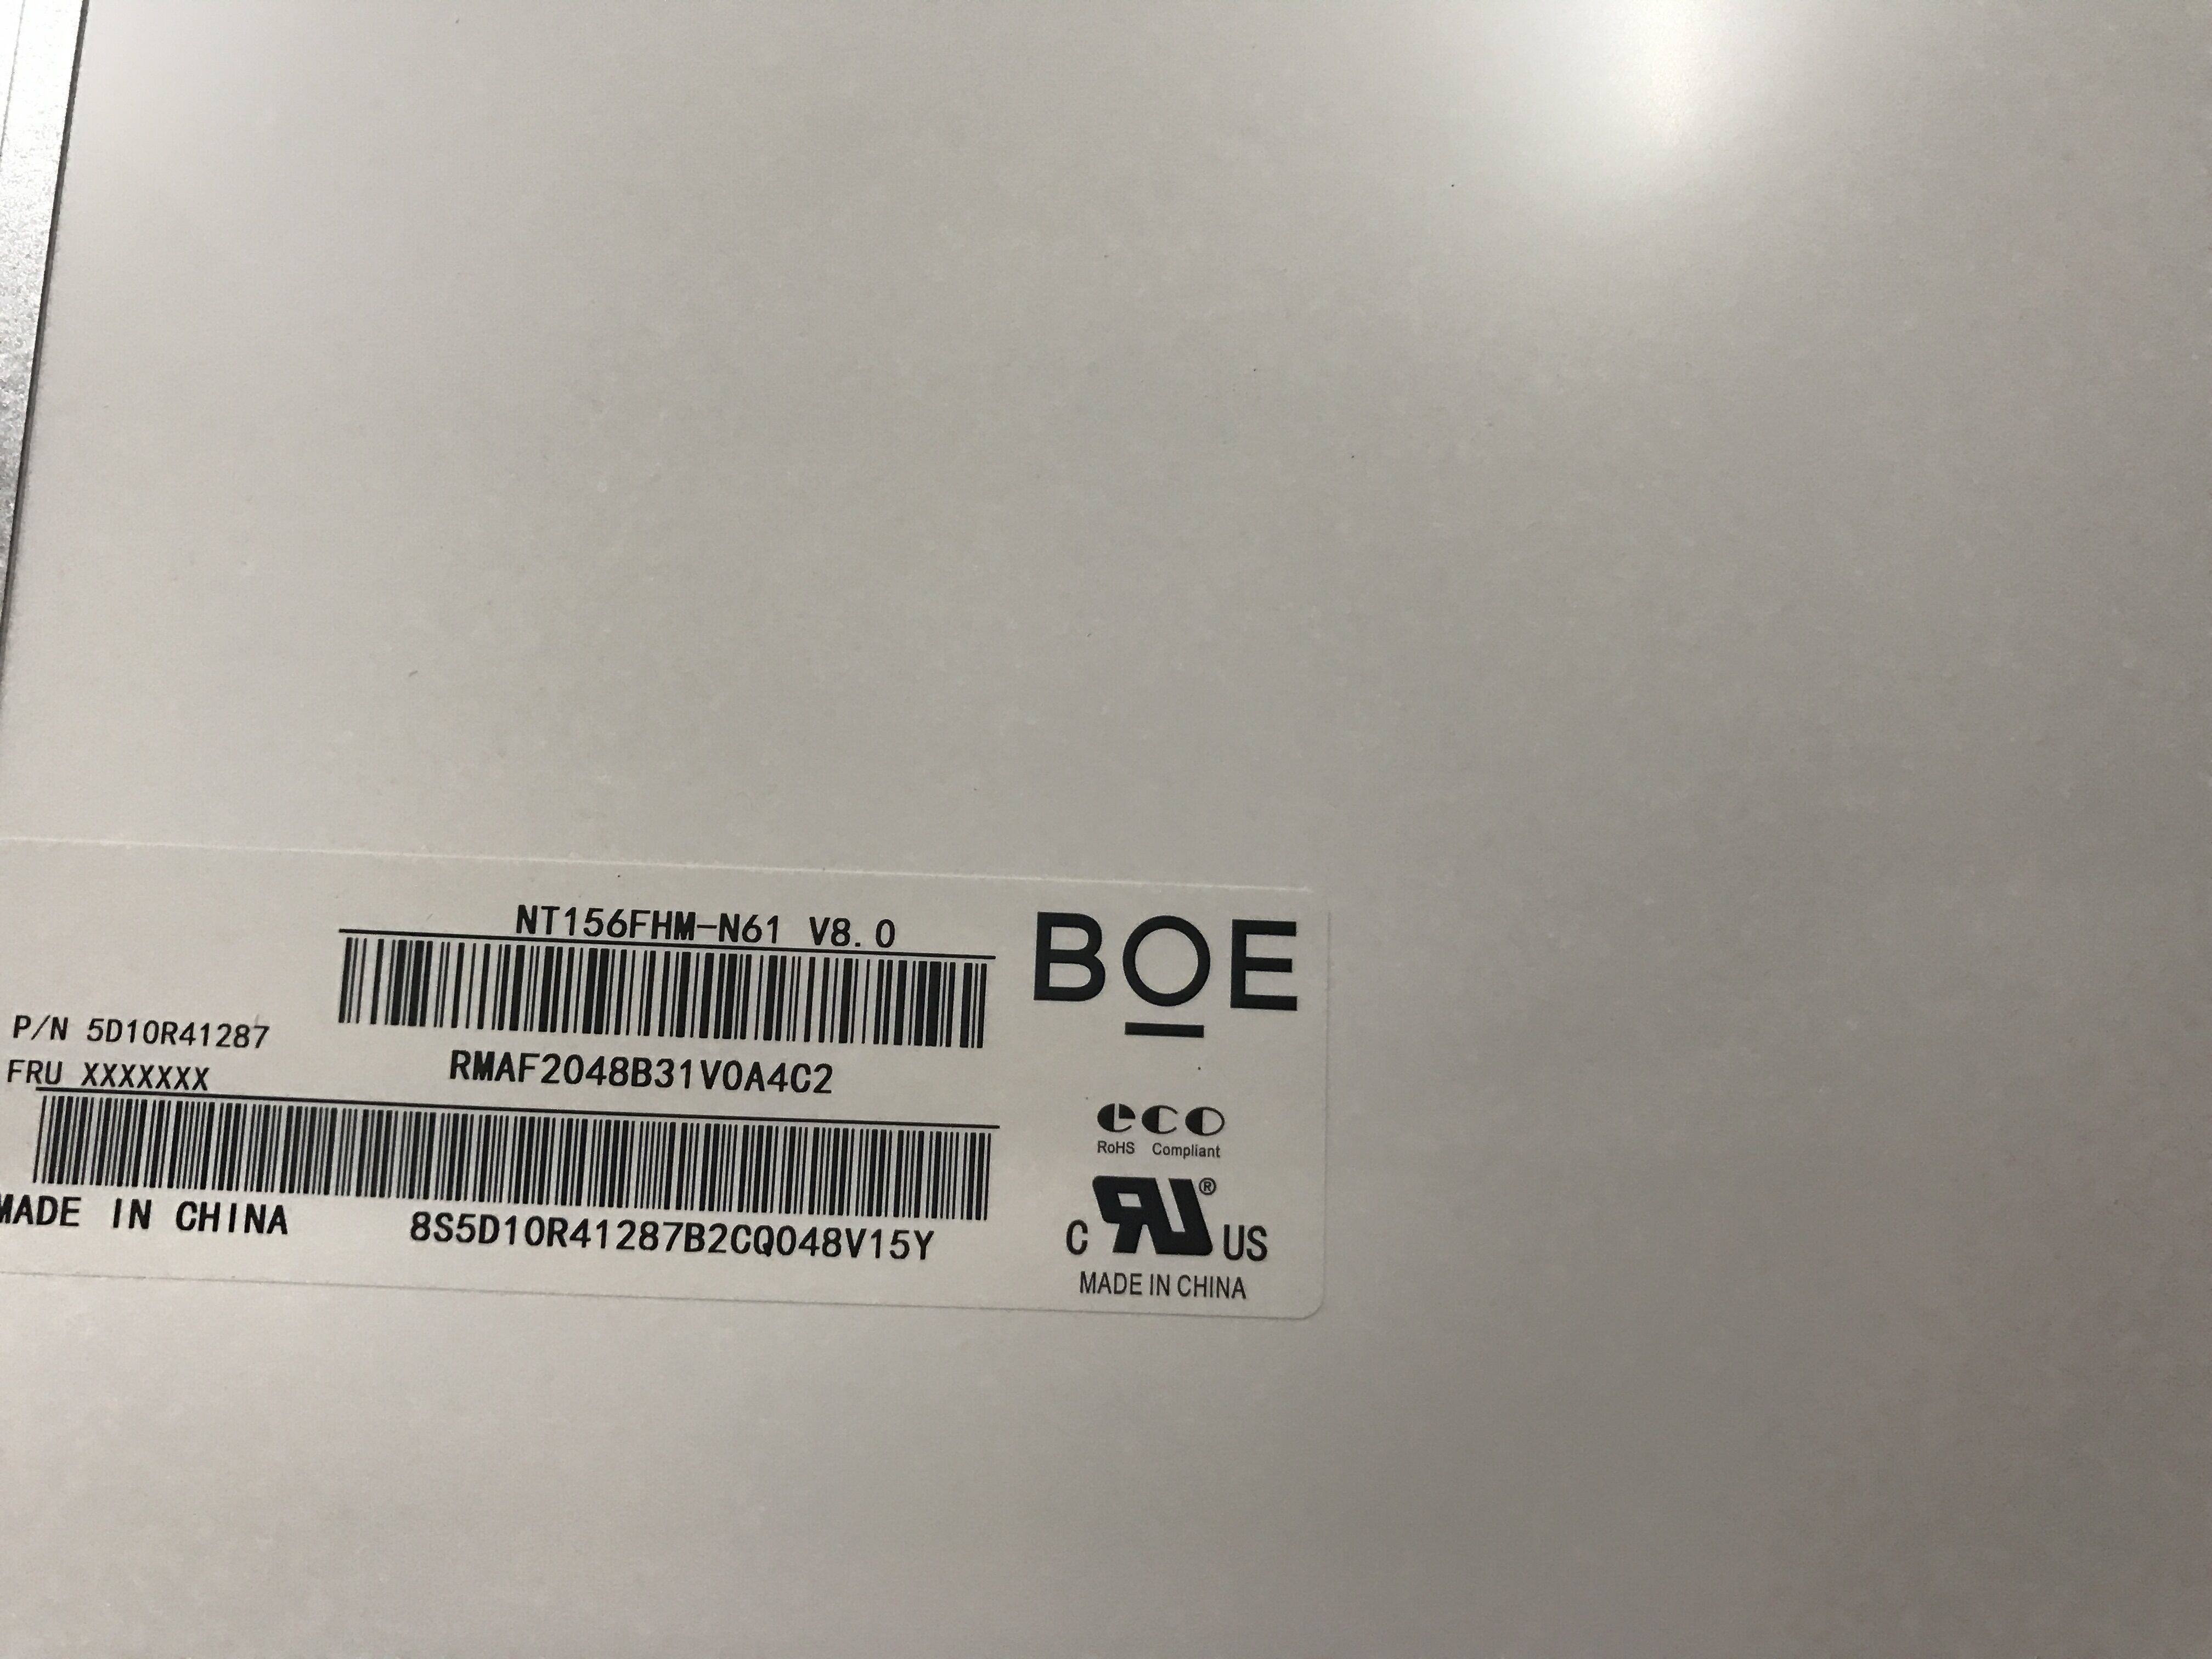 NT156FHM-N61 V8.0
BOE
P/N 5D10R41287
FRU XXXXXXX
RMAF2048B31V0A4C2
eco
RoHS Compliant
MADE IN CHINA
8S5D10R41287B2CQ048V15Y
C RU® US
MADE IN CHINA